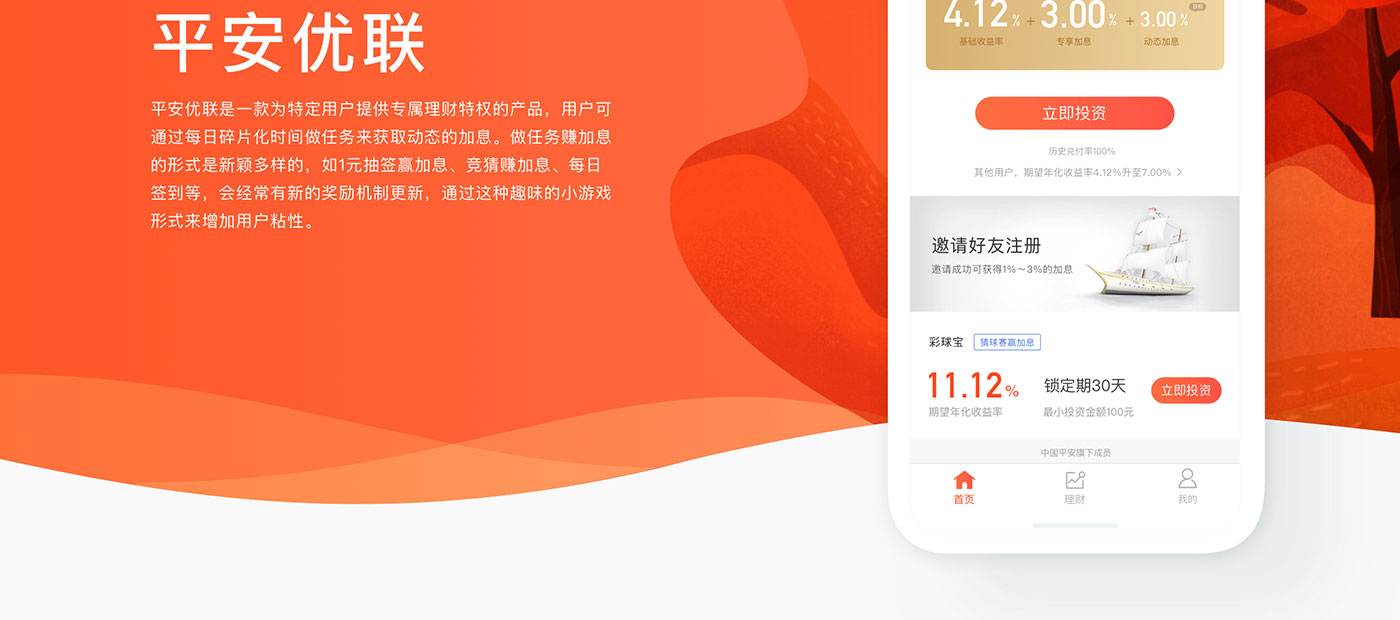 平安优联
平安优联是一款为特定用户提供专属理财特权的产品，用户可
通过每日碎片化时间做任务来获取动态的加息。做任务赚加息
的形式是新颖多样的，如1元抽签赢加息、竞猜赚加息、每日
签到等，会经常有新的奖励机制更新，通过这种趣味的小游戏
形式来增加用户粘性。
4.12% + 3.00% + 3.00%
基础收益率 专享加息 动态加息
立即投资
历史兑付率100%
其他用户，期望年化收益率4.12%升至7.00% >
邀请好友注册
邀请成功可获得1%～3%的加息
彩球宝 猜球赛赢加息
11.12% 锁定期30天 立即投资
期望年化收益率 最小投资金额100元
中国平安旗下成员
首页 理财 我的